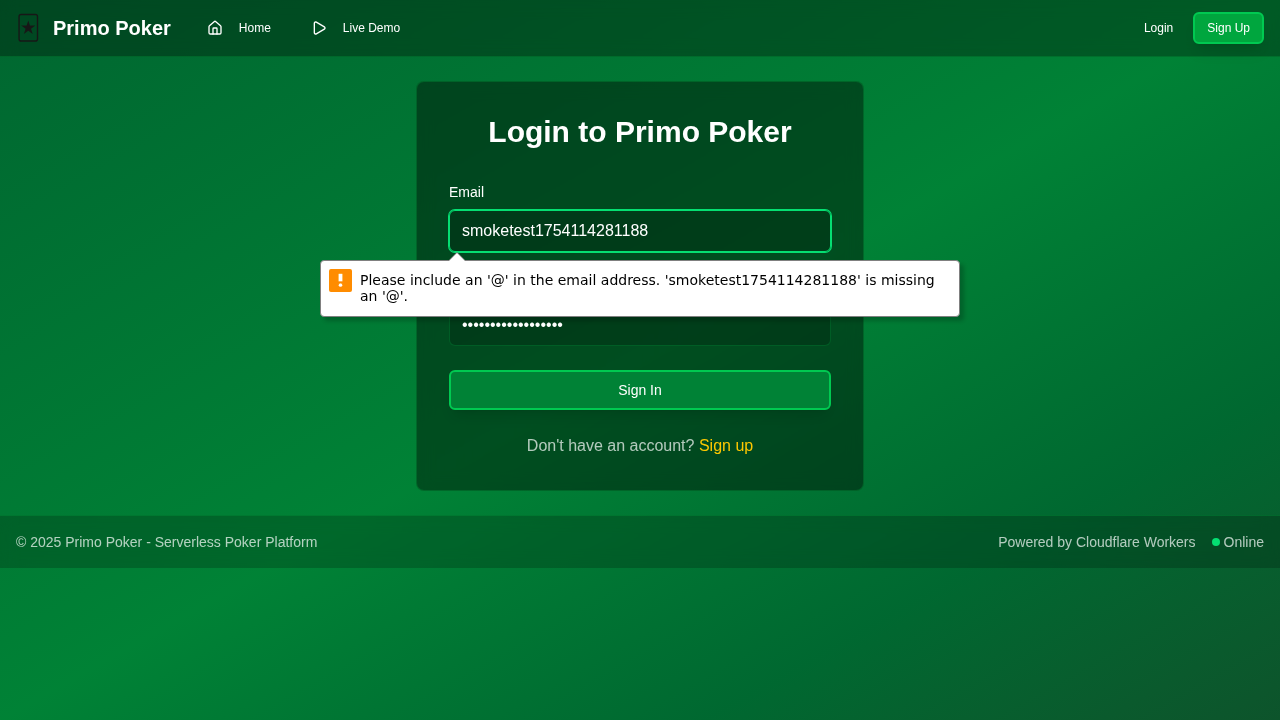 Primo Poker
Home
Live Demo
Login
Sign Up
Login to Primo Poker
Email
smoketest1754114281188
Please include an '@' in the email address. 'smoketest1754114281188' is missing
an '@'.
••••••••••••••••••
Sign In
Don't have an account? Sign up
© 2025 Primo Poker - Serverless Poker Platform
Powered by Cloudflare Workers
Online